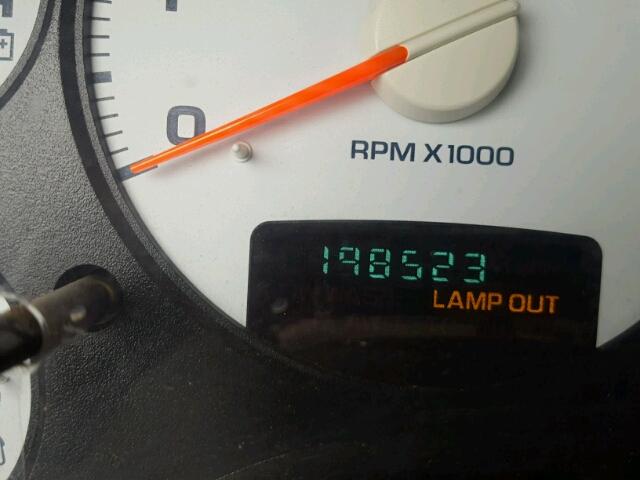 0
RPM X1000
198523
LAMP OUT